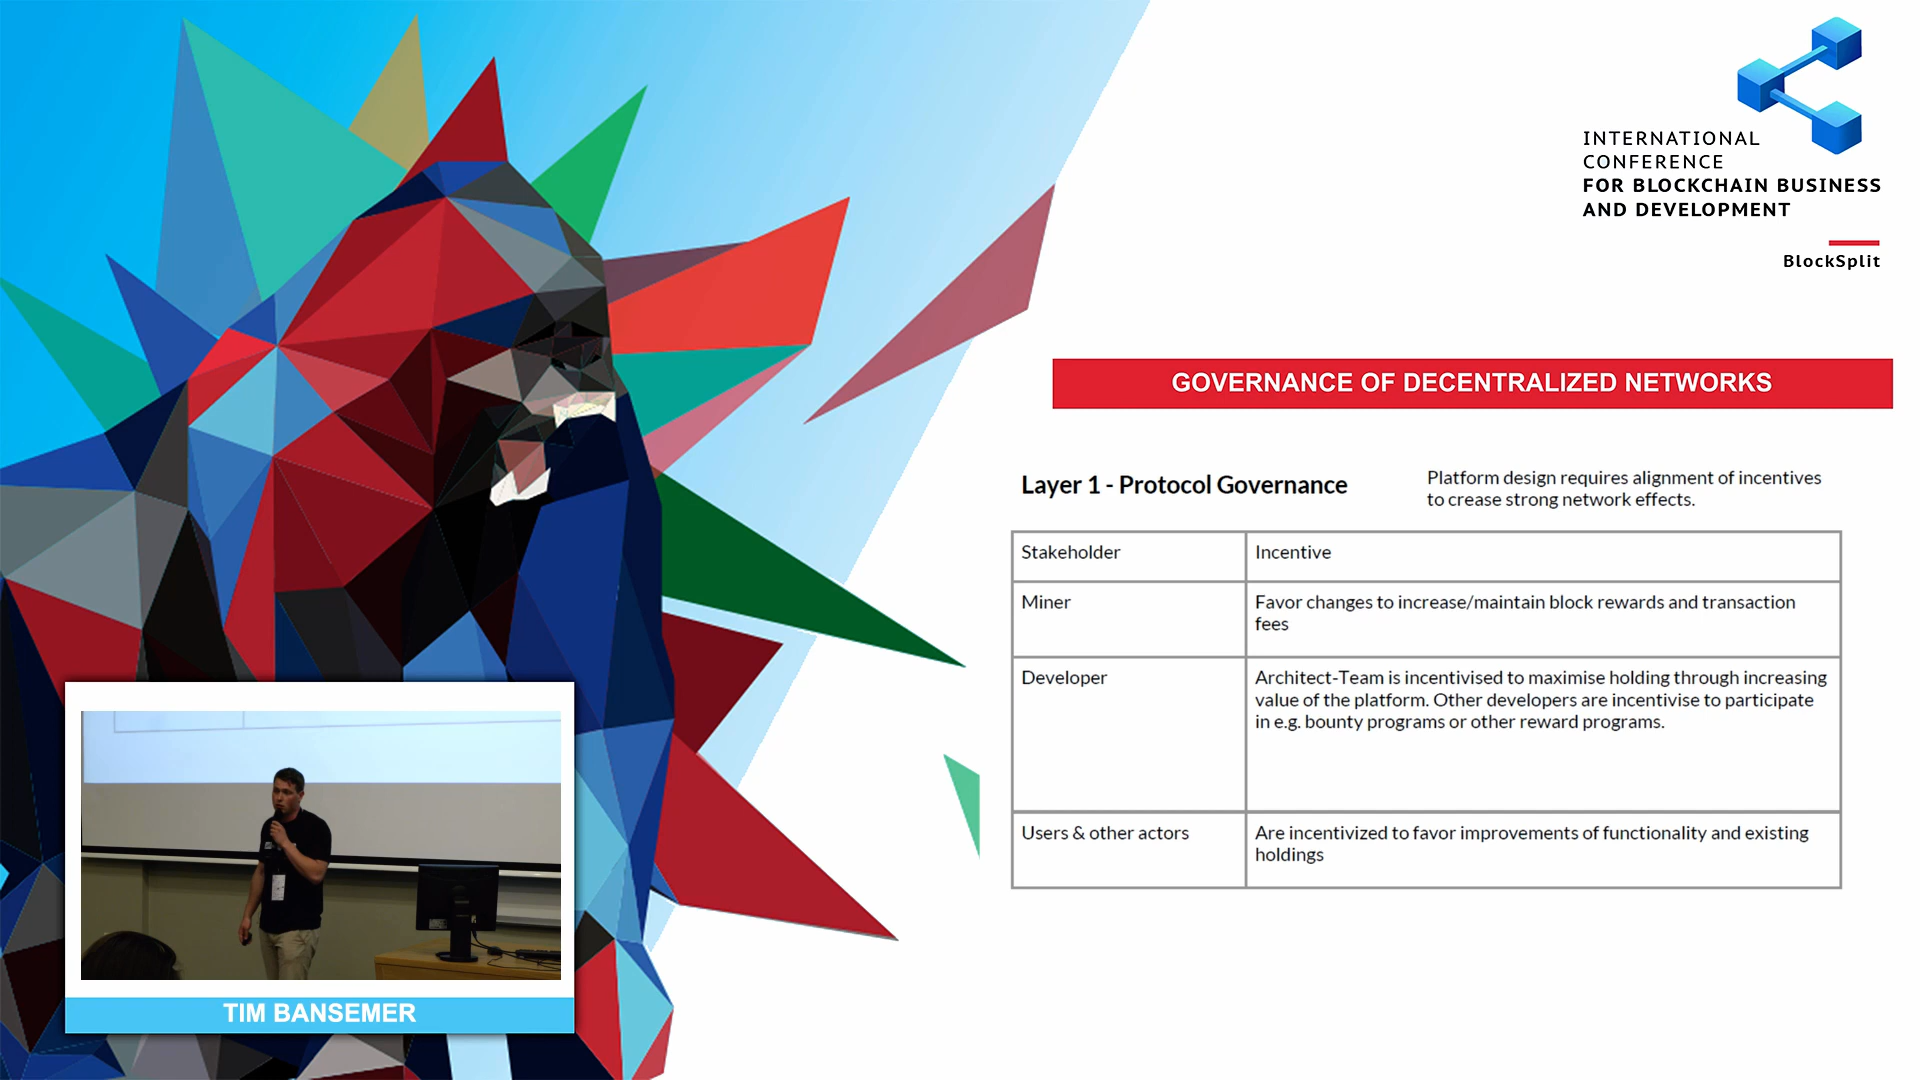 INTERNATIONAL
CONFERENCE
FOR BLOCKCHAIN BUSINESS
AND DEVELOPMENT
BlockSplit
GOVERNANCE OF DECENTRALIZED NETWORKS
Layer 1 - Protocol Governance
Platform design requires alignment of incentives
to crease strong network effects.
Stakeholder
Incentive
Miner
Favor changes to increase/maintain block rewards and transaction
fees
Developer
Architect-Team is incentivised to maximise holding through increasing
value of the platform. Other developers are incentivise to participate
in e.g. bounty programs or other reward programs.
Users & other actors
Are incentivized to favor improvements of functionality and existing
holdings
TIM BANSEMER